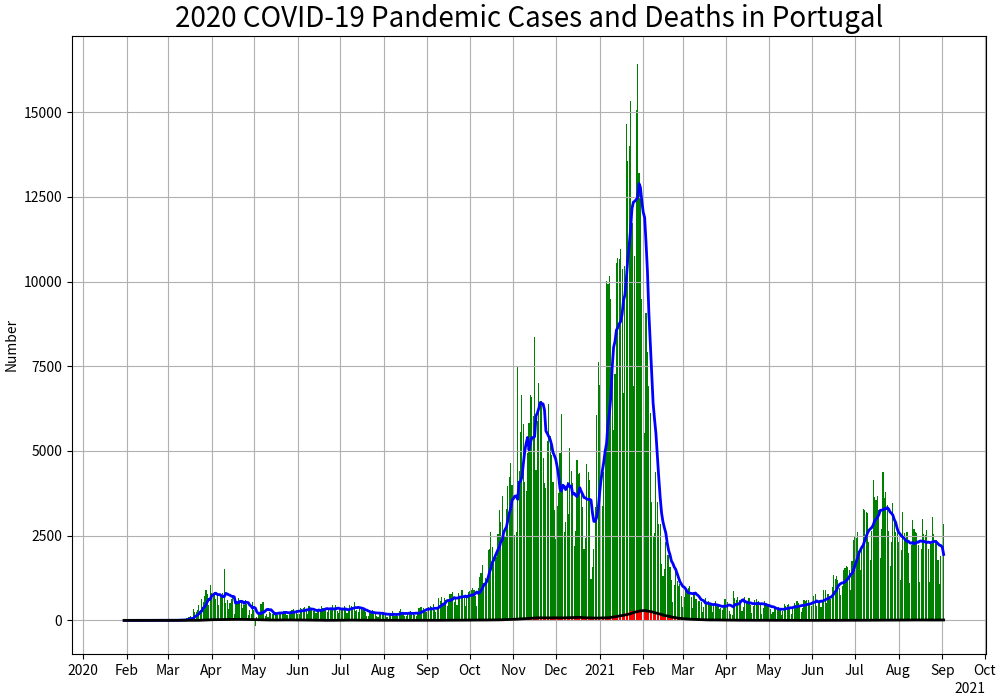 2020 COVID-19 Pandemic Cases and Deaths in Portugal
Number
15000
12500
10000
7500
5000
2500
0
2020 Feb Mar Apr May Jun Jul Aug Sep Oct Nov Dec 2021 Feb Mar Apr May Jun Jul Aug Sep Oct
2021